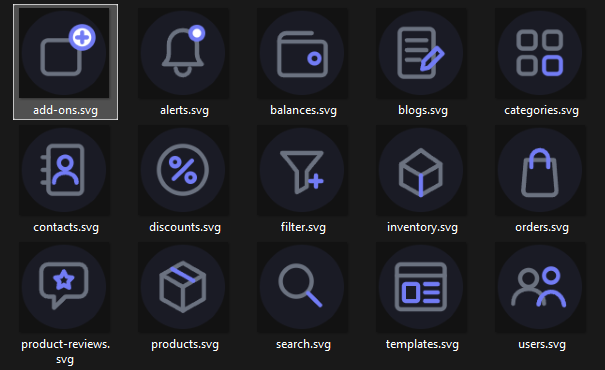 add-ons.svg
alerts.svg
balances.svg
blogs.svg
categories.svg
contacts.svg
discounts.svg
filter.svg
inventory.svg
orders.svg
product-reviews.
svg
products.svg
search.svg
templates.svg
users.svg